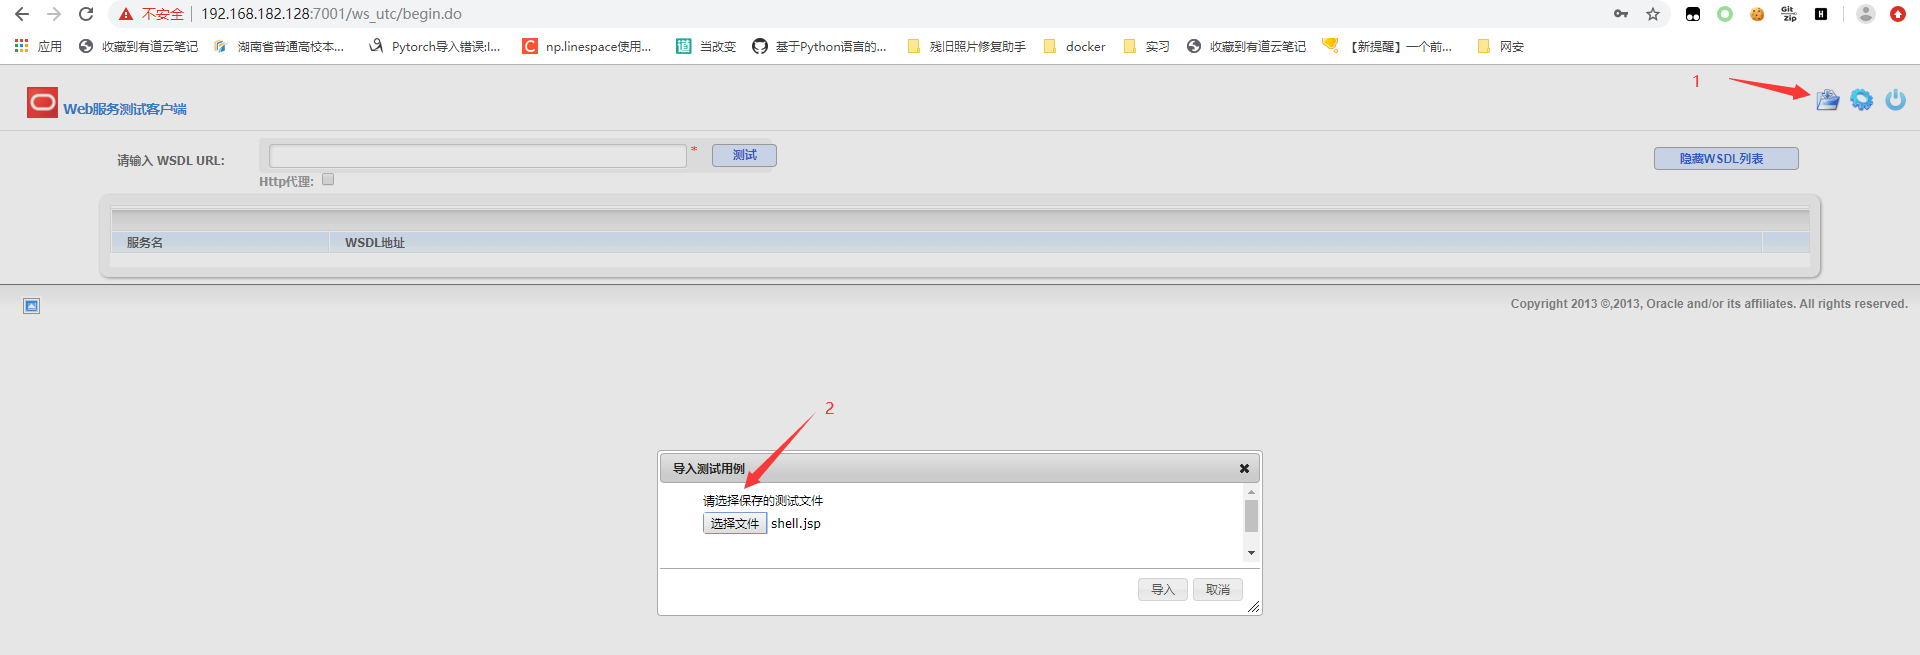 不安全 192.168.182.128:7001/ws_utc/begin.do
应用 收藏到有道云笔记 湖南省普通高校本... Pytorch导入错误:l... np.linespace使用... 当改变 基于Python语言的... 残旧照片修复助手 docker 实习 收藏到有道云笔记 【新提醒】一个前... 网安
Git Zip
H
1
Web服务测试客户端
请输入 WSDL URL: * 测试 隐藏WSDL列表
Http代理:
服务名 WSDL地址
Copyright 2013 ©,2013, Oracle and/or its affiliates. All rights reserved.
2
导入测试用例
请选择保存的测试文件
选择文件 shell.jsp
导入 取消